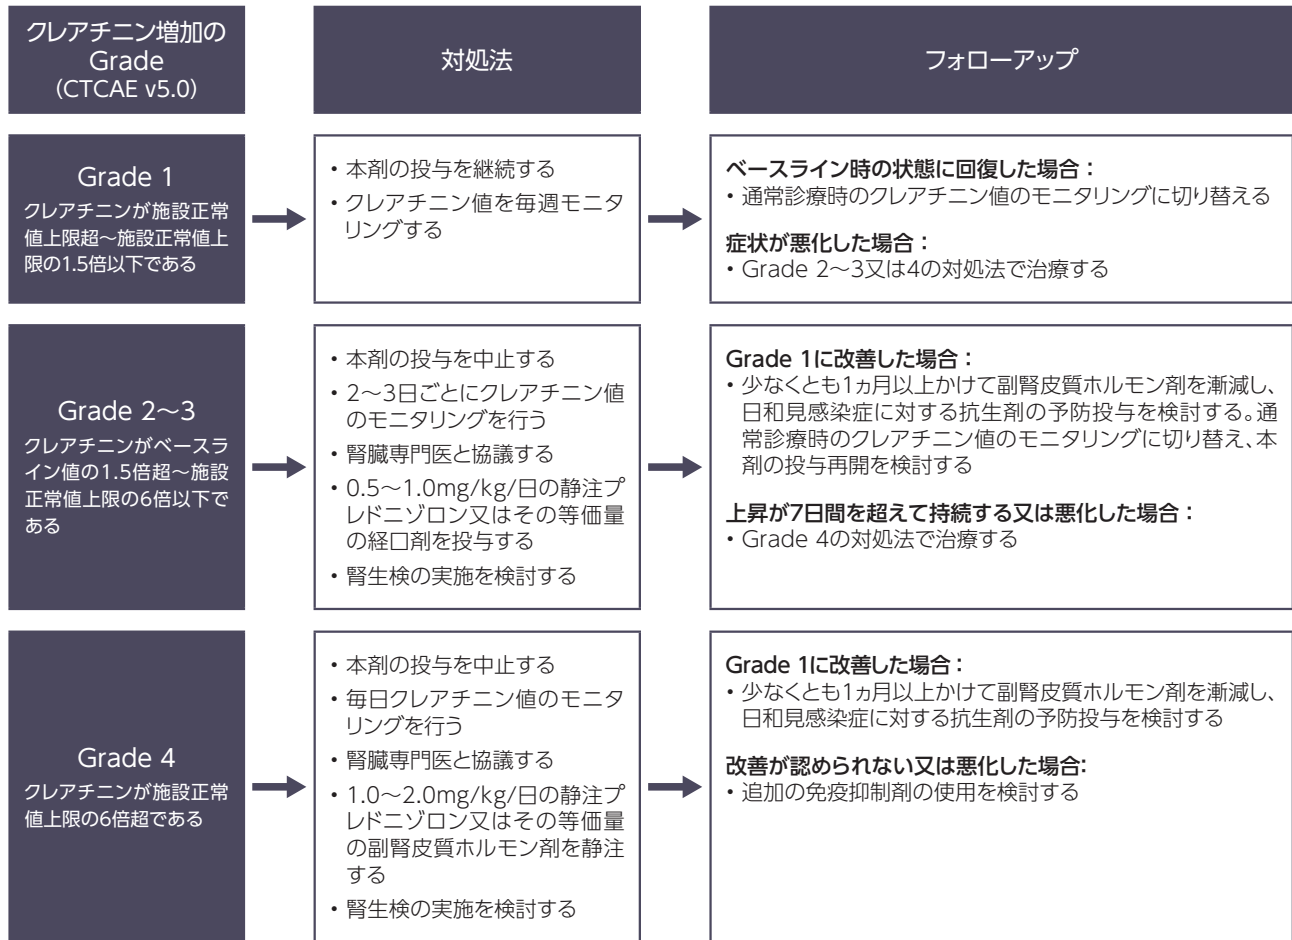 クレアチニン増加の
Grade
(CTCAE v5.0)
対処法
フォローアップ
Grade 1
クレアチニンが施設正常
値上限超～施設正常値上
限の1.5倍以下である
・本剤の投与を継続する
・クレアチニン値を毎週モニタ
リングする
ベースライン時の状態に回復した場合：
・通常診療時のクレアチニン値のモニタリングに切り替える
症状が悪化した場合：
・Grade 2～3又は4の対処法で治療する
Grade 2～3
クレアチニンがベースラ
イン値の1.5倍超～施設
正常値上限の6倍以下で
ある
・本剤の投与を中止する
・2～3日ごとにクレアチニン値
のモニタリングを行う
・腎臓専門医と協議する
・0.5～1.0mg/kg/日の静注プ
レドニゾロン又はその等価量
の経口剤を投与する
・腎生検の実施を検討する
Grade 1に改善した場合：
・少なくとも1ヵ月以上かけて副腎皮質ホルモン剤を漸減し、
日和見感染症に対する抗生剤の予防投与を検討する。通
常診療時のクレアチニン値のモニタリングに切り替え、本
剤の投与再開を検討する
上昇が7日間を超えて持続する又は悪化した場合：
・Grade 4の対処法で治療する
Grade 4
クレアチニンが施設正常
値上限の6倍超である
・本剤の投与を中止する
・毎日クレアチニン値のモニタ
リングを行う
・腎臓専門医と協議する
・1.0～2.0mg/kg/日の静注プ
レドニゾロン又はその等価量
の副腎皮質ホルモン剤を静注
する
・腎生検の実施を検討する
Grade 1に改善した場合：
・少なくとも1ヵ月以上かけて副腎皮質ホルモン剤を漸減し、
日和見感染症に対する抗生剤の予防投与を検討する
改善が認められない又は悪化した場合:
・追加の免疫抑制剤の使用を検討する